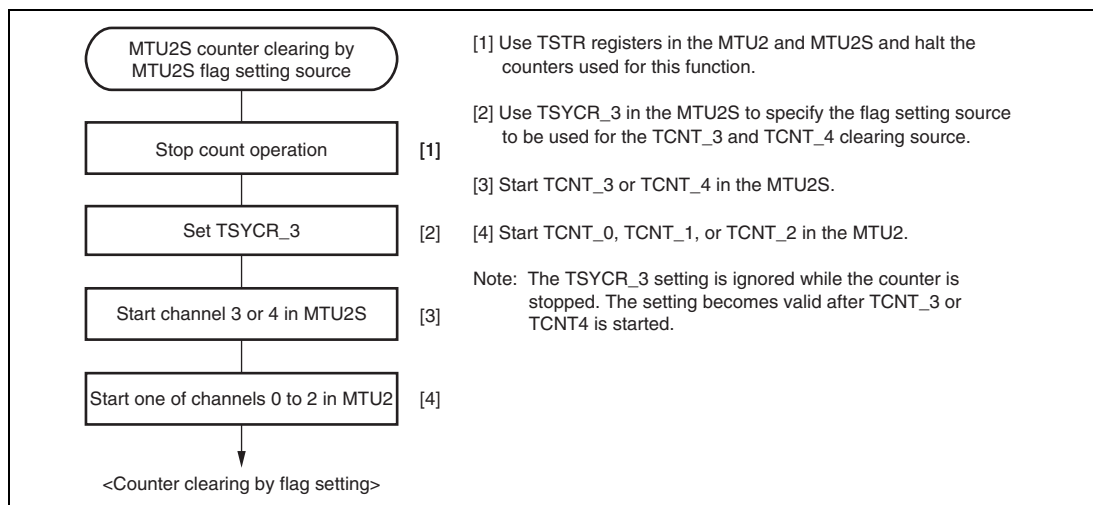 MTU2S counter clearing by
MTU2S flag setting source
Stop count operation
[1]
Set TSYCR_3
[2]
Start channel 3 or 4 in MTU2S
[3]
Start one of channels 0 to 2 in MTU2
[4]
<Counter clearing by flag setting>
[1] Use TSTR registers in the MTU2 and MTU2S and halt the
counters used for this function.
[2] Use TSYCR_3 in the MTU2S to specify the flag setting source
to be used for the TCNT_3 and TCNT_4 clearing source.
[3] Start TCNT_3 or TCNT_4 in the MTU2S.
[4] Start TCNT_0, TCNT_1, or TCNT_2 in the MTU2.
Note: The TSYCR_3 setting is ignored while the counter is
stopped. The setting becomes valid after TCNT_3 or
TCNT4 is started.